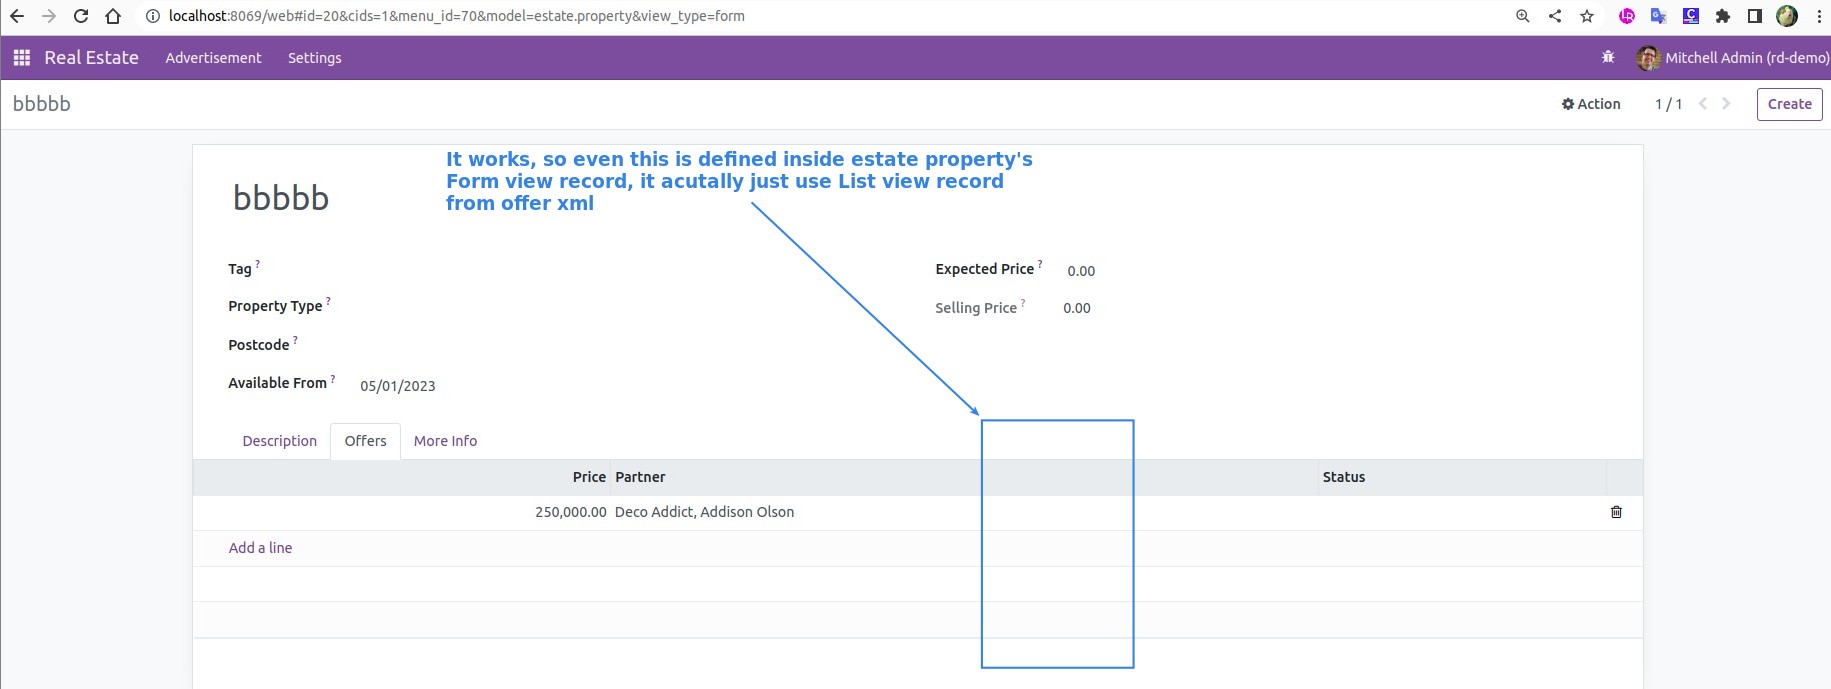 localhost:8069/web#id=20&cids=1&menu_id=70&model=estate.property&view_type=form
Real Estate Advertisement Settings Mitchell Admin (rd-demo)
bbbbb Action 1 / 1 Create
It works, so even this is defined inside estate property's
Form view record, it acutally just use List view record
from offer xml
bbbbb
Tag ? Expected Price ? 0.00
Property Type ? Selling Price ? 0.00
Postcode ?
Available From ? 05/01/2023
Description Offers More Info
Price Partner Status
250,000.00 Deco Addict, Addison Olson
Add a line